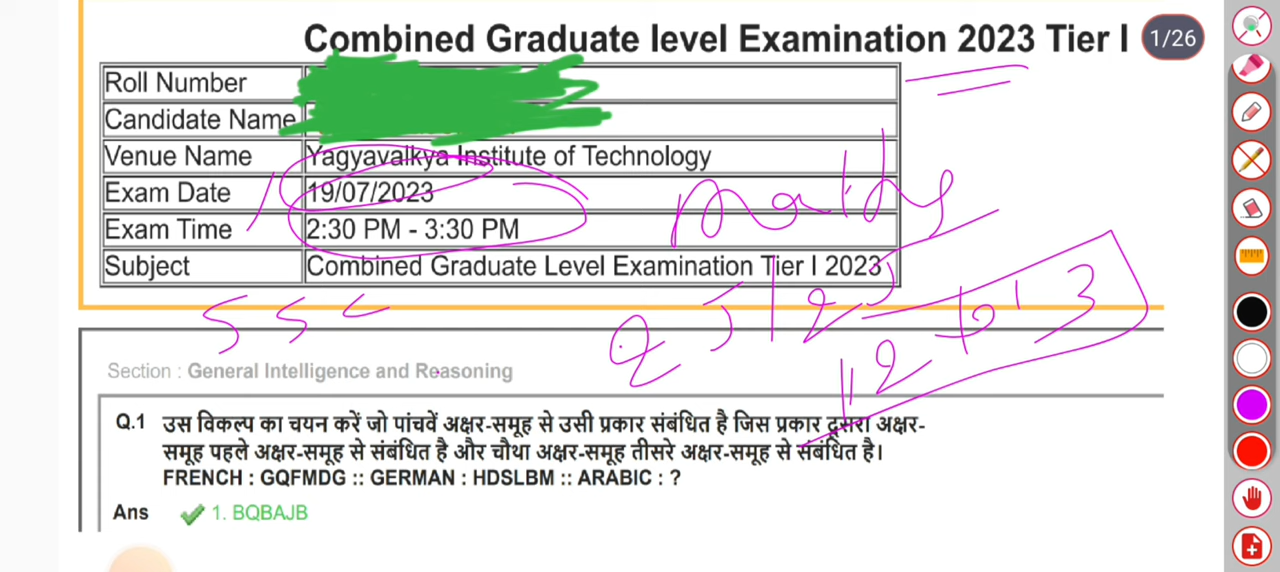 Combined Graduate level Examination 2023 Tier I
1/26
Roll Number
Candidate Name
Venue Name Yagyavalkya Institute of Technology
Exam Date 19/07/2023
Exam Time 2:30 PM - 3:30 PM
Subject Combined Graduate Level Examination Tier I 2023
SSC
Section : General Intelligence and Reasoning
Q.1 उस विकल्प का चयन करें जो पांचवें अक्षर-समूह से उसी प्रकार संबंधित है जिस प्रकार दूसरा अक्षर-
समूह पहले अक्षर-समूह से संबंधित है और चौथा अक्षर-समूह तीसरे अक्षर-समूह से संबंधित है।
FRENCH : GQFMDG :: GERMAN : HDSLBM :: ARABIC : ?
Ans 1. BQBAJB